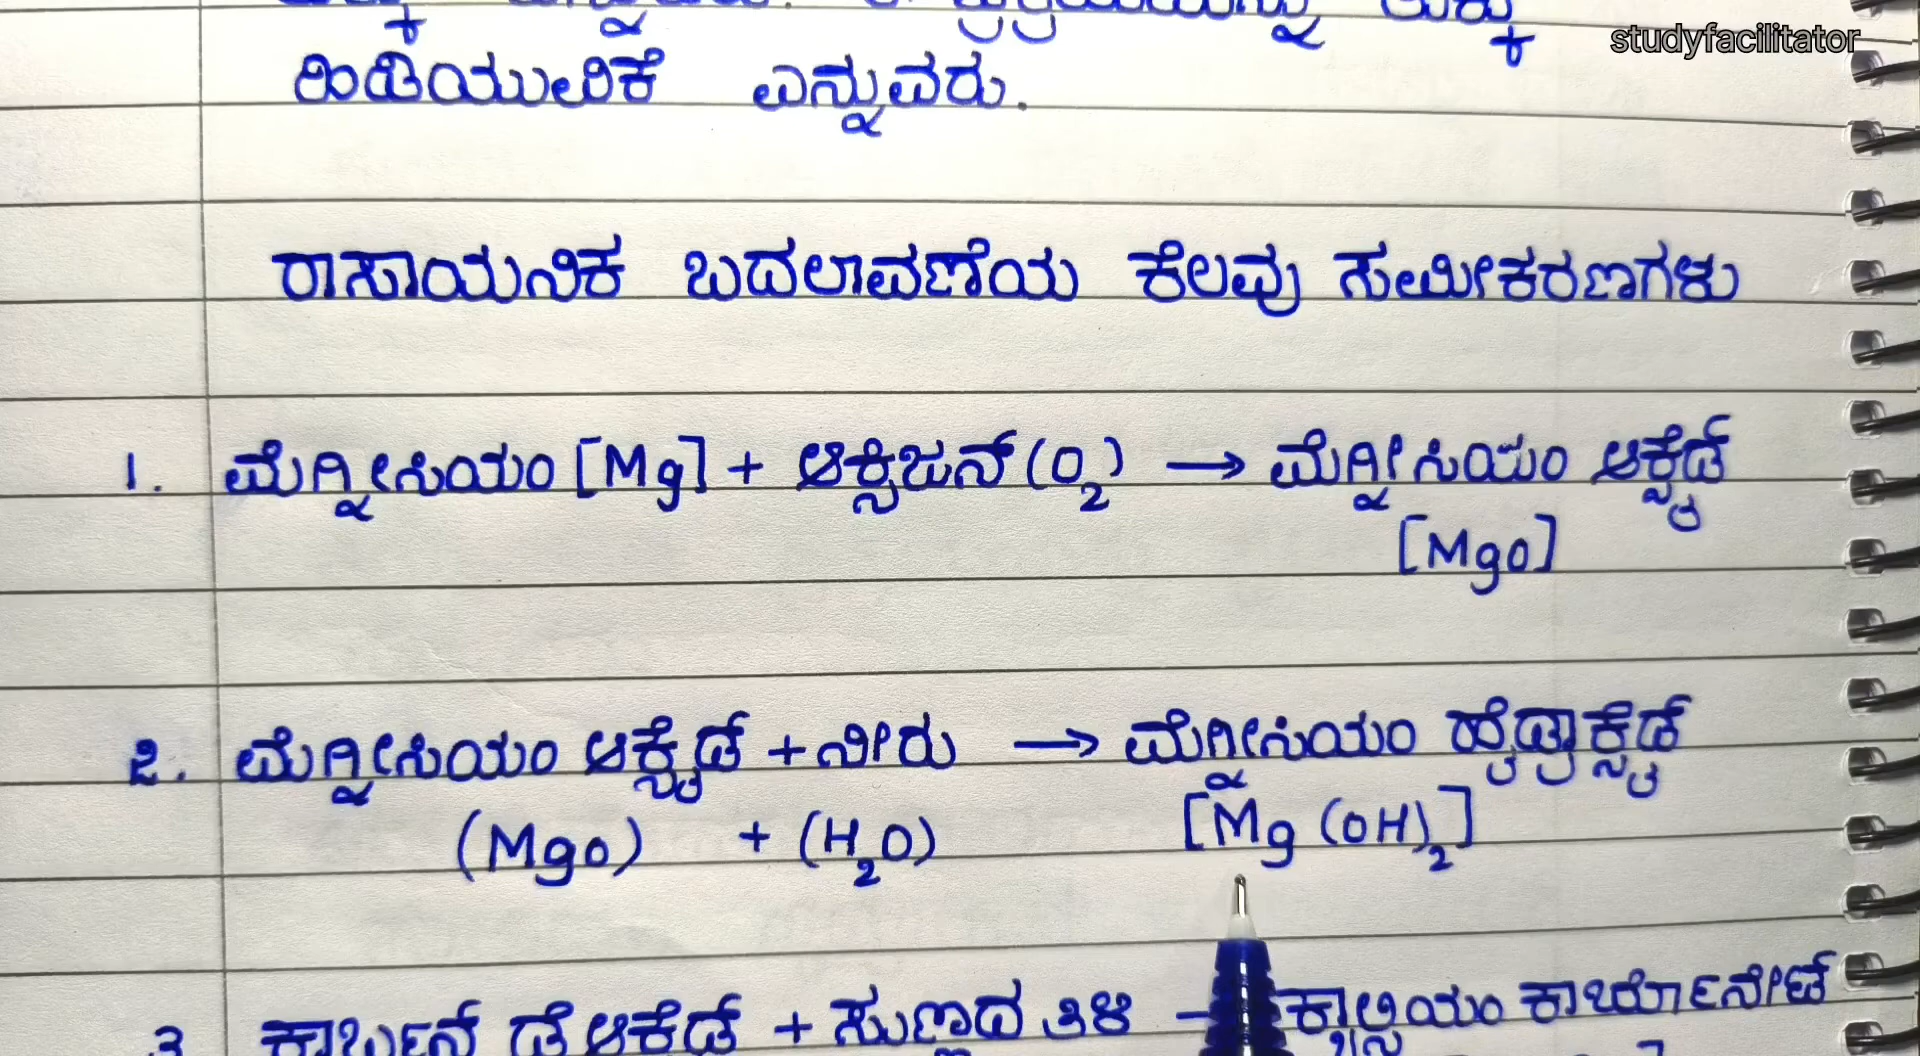 studyfacilitator
ಹಿಡಿಯುವಿಕೆ ಎನ್ನುವರು.
ರಾಸಾಯನಿಕ ಬದಲಾವಣೆಯ ಕೆಲವು ಸಮೀಕರಣಗಳು
1. ಮೆಗ್ನೀಸಿಯಂ [Mg] + ಆಕ್ಸಿಜನ್ (O₂) → ಮೆಗ್ನೀಸಿಯಂ ಆಕ್ಸೈಡ್
[MgO]
2. ಮೆಗ್ನೀಸಿಯಂ ಆಕ್ಸೈಡ್ + ನೀರು → ಮೆಗ್ನೀಸಿಯಂ ಹೈಡ್ರಾಕ್ಸೈಡ್
(MgO) + (H₂O) [Mg (OH)₂]
3 ಕಾರ್ಬನ್ ಡೈ ಆಕ್ಸೈಡ್ + ಸುಣ್ಣದ ತಿಳಿ ಕ್ಯಾಲ್ಸಿಯಂ ಕಾರ್ಬೋನೇಟ್